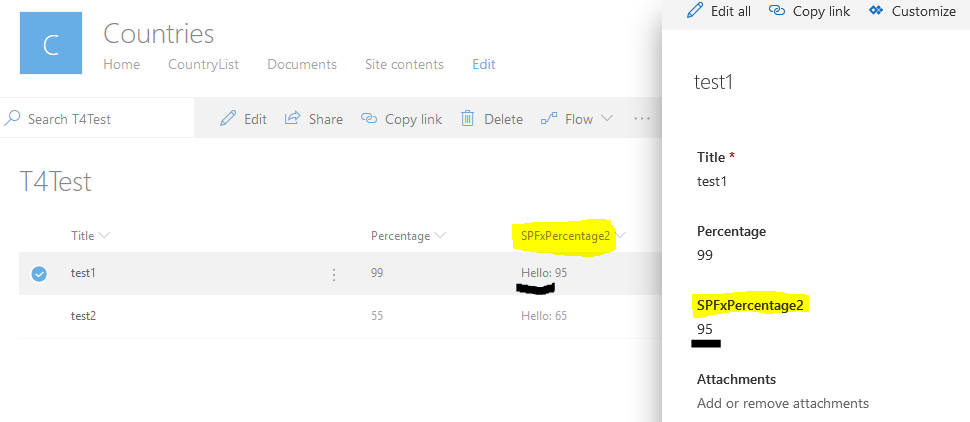 C
Countries
Home CountryList Documents Site contents Edit
Search T4Test
Edit Share Copy link Delete Flow ···
T4Test
Title Percentage SPFxPercentage2
test1 99 Hello: 95
test2 55 Hello: 65
Edit all Copy link Customize
test1
Title *
test1
Percentage
99
SPFxPercentage2
95
Attachments
Add or remove attachments